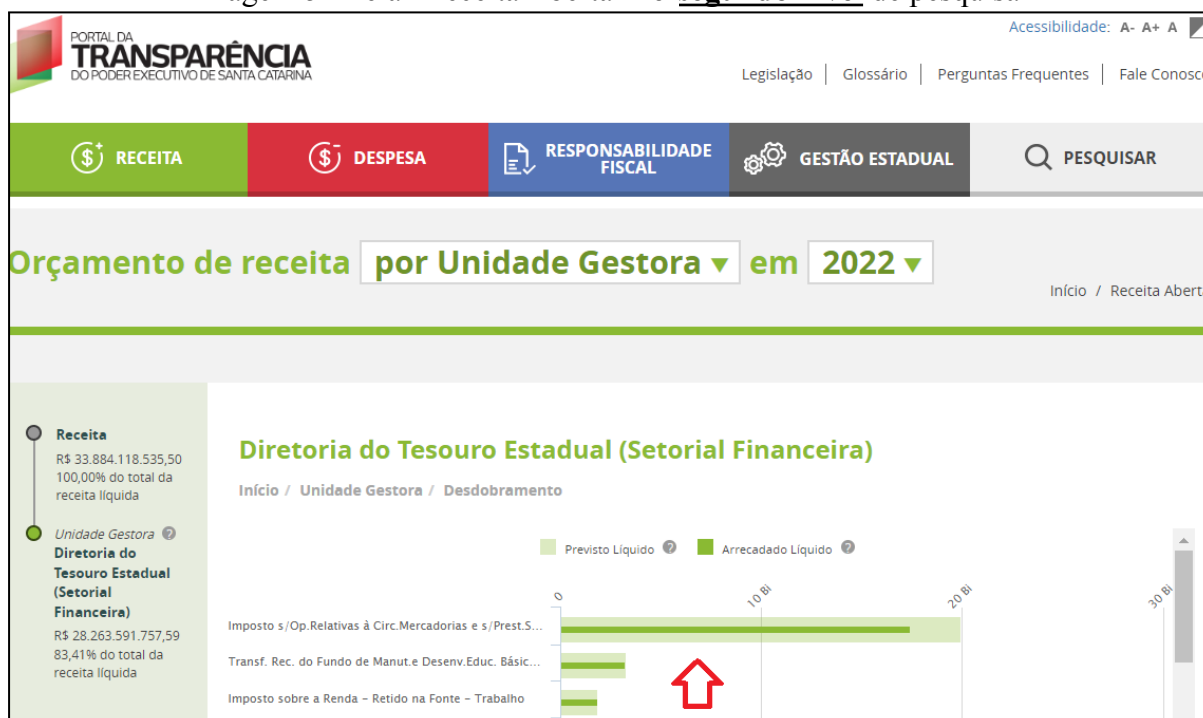 segundo nível de pesquisa
Acessibilidade: A- A+ A
PORTAL DA
TRANSPARÊNCIA
DO PODER EXECUTIVO DE SANTA CATARINA
Legislação | Glossário | Perguntas Frequentes | Fale Conosco
RECEITA
DESPESA
RESPONSABILIDADE
FISCAL
GESTÃO ESTADUAL
PESQUISAR
Orçamento de receita por Unidade Gestora ▼ em 2022 ▼
Início / Receita Abert
Receita
R$ 33.884.118.535,50
100,00% do total da
receita líquida
Unidade Gestora ?
Diretoria do
Tesouro Estadual
(Setorial
Financeira)
R$ 28.263.591.757,59
83,41% do total da
receita líquida
Diretoria do Tesouro Estadual (Setorial Financeira)
Início / Unidade Gestora / Desdobramento
Previsto Líquido ? Arrecadado Líquido ?
0 10 Bi 20 Bi 30 Bi
Imposto s/Op.Relativas à Circ.Mercadorias e s/Prest.S...
Transf. Rec. do Fundo de Manut.e Desenv.Educ. Básic...
Imposto sobre a Renda - Retido na Fonte - Trabalho